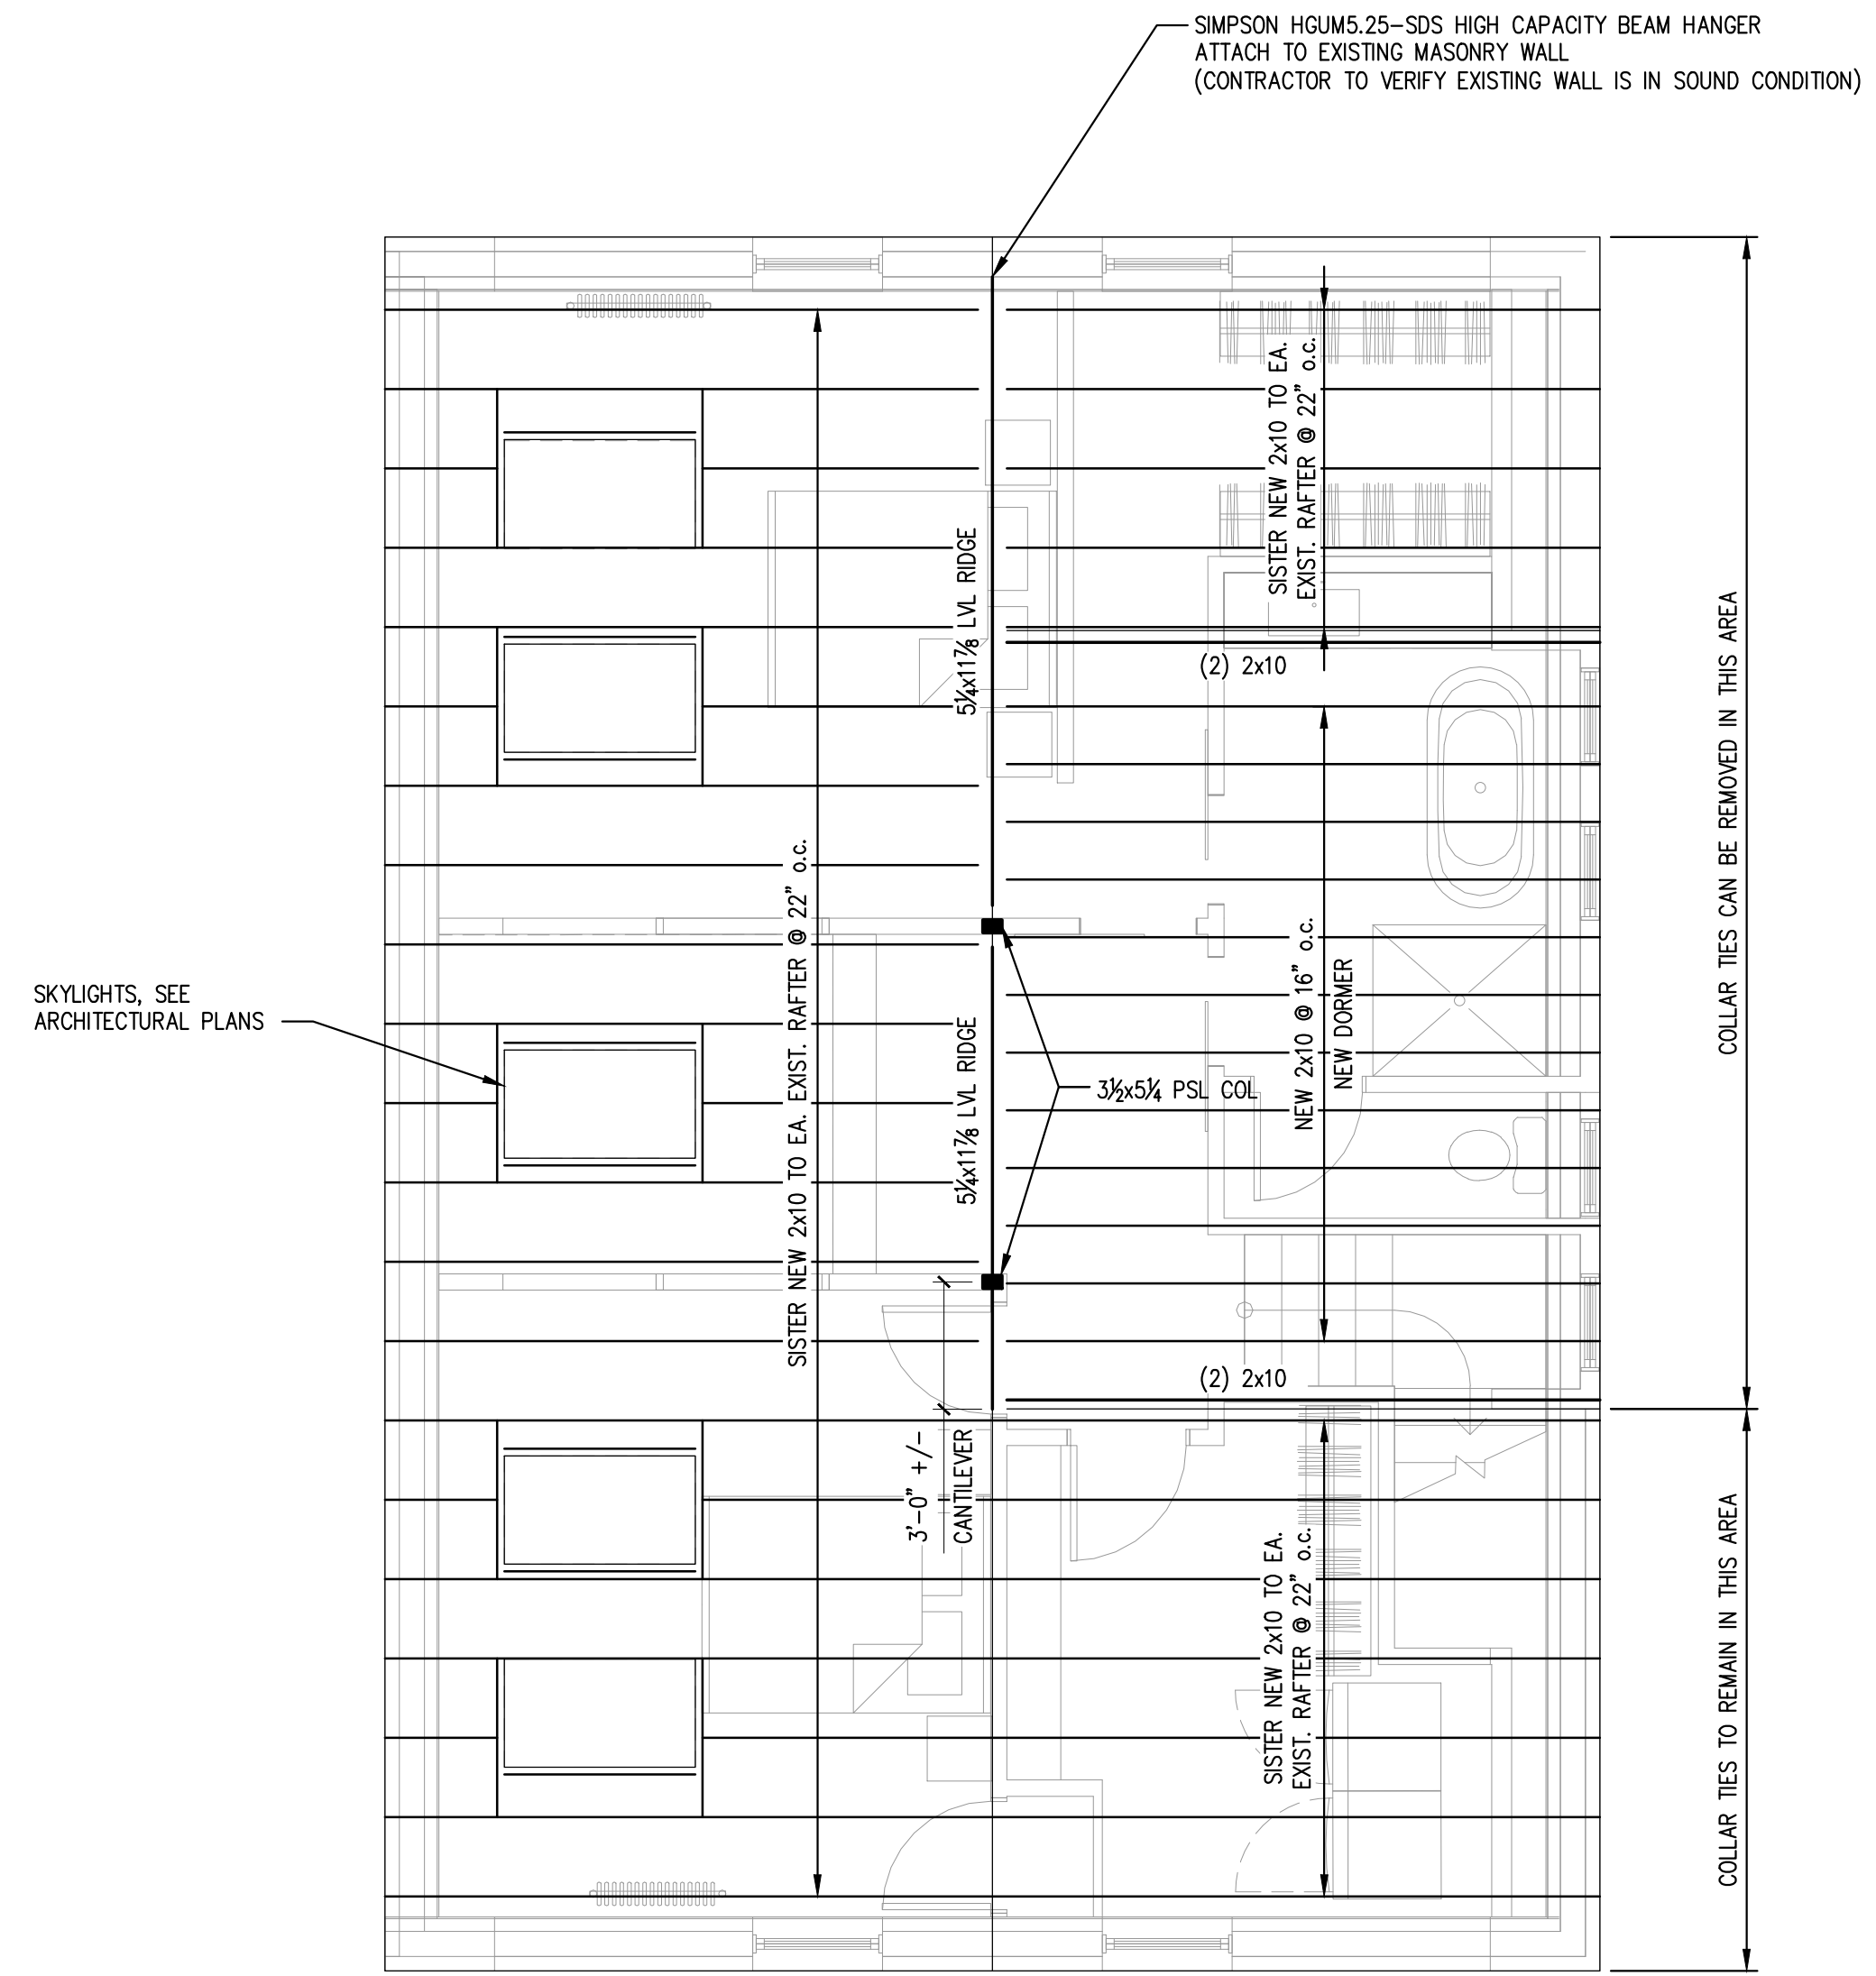 SIMPSON HGUM5.25-SDS HIGH CAPACITY BEAM HANGER
ATTACH TO EXISTING MASONRY WALL
(CONTRACTOR TO VERIFY EXISTING WALL IS IN SOUND CONDITION)
SISTER NEW 2x10 TO EA.
EXIST. RAFTER @ 22" o.c.
5¼x11⅞ LVL RIDGE
(2) 2x10
COLLAR TIES CAN BE REMOVED IN THIS AREA
SISTER NEW 2x10 TO EA. EXIST. RAFTER @ 22" o.c.
SKYLIGHTS, SEE
ARCHITECTURAL PLANS
5¼x11⅞ LVL RIDGE
3½x5¼ PSL COL
NEW 2x10 @ 16" o.c.
NEW DORMER
(2) 2x10
3'-0" +/-
CANTILEVER
SISTER NEW 2x10 TO EA.
EXIST. RAFTER @ 22" o.c.
COLLAR TIES TO REMAIN IN THIS AREA